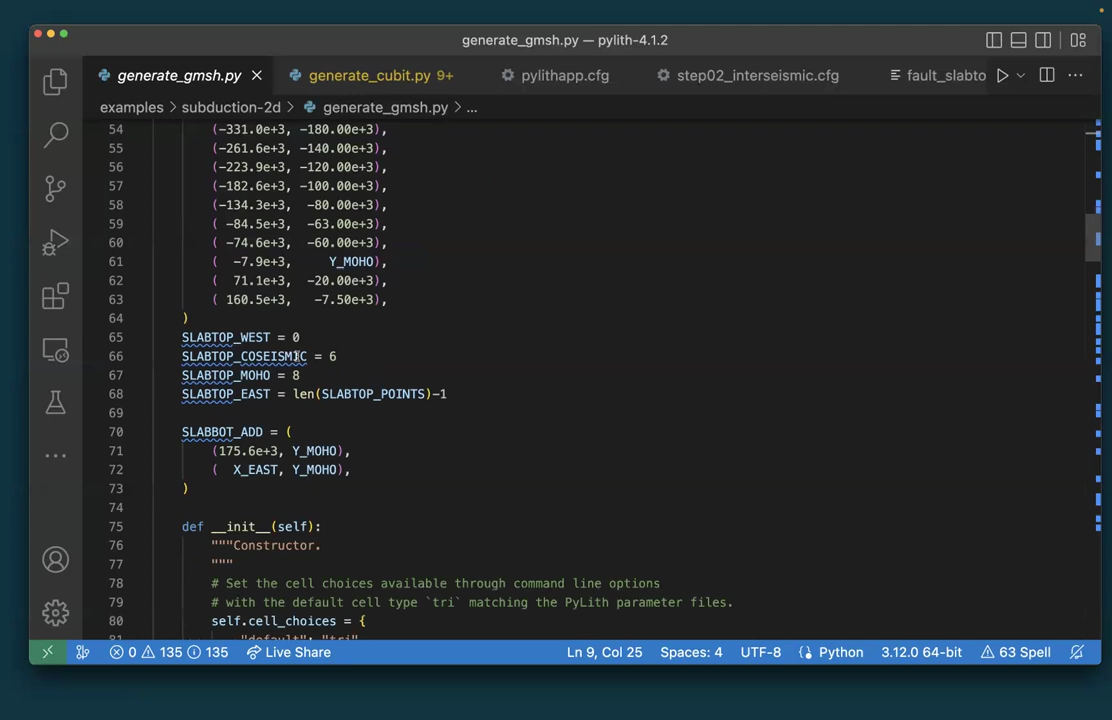 generate_gmsh.py — pylith-4.1.2
generate_gmsh.py generate_cubit.py 9+ pylithapp.cfg step02_interseismic.cfg fault_slabto
examples > subduction-2d > generate_gmsh.py > ...
54 (-331.0e+3, -180.00e+3),
55 (-261.6e+3, -140.00e+3),
56 (-223.9e+3, -120.00e+3),
57 (-182.6e+3, -100.00e+3),
58 (-134.3e+3, -80.00e+3),
59 ( -84.5e+3, -63.00e+3),
60 ( -74.6e+3, -60.00e+3),
61 ( -7.9e+3, Y_MOHO),
62 ( 71.1e+3, -20.00e+3),
63 ( 160.5e+3, -7.50e+3),
64 )
65 SLABTOP_WEST = 0
66 SLABTOP_COSEISMIC = 6
67 SLABTOP_MOHO = 8
68 SLABTOP_EAST = len(SLABTOP_POINTS)-1
69
70 SLABBOT_ADD = (
71 (175.6e+3, Y_MOHO),
72 ( X_EAST, Y_MOHO),
73 )
74
75 def __init__(self):
76 """Constructor.
77 """
78 # Set the cell choices available through command line options
79 # with the default cell type `tri` matching the PyLith parameter files.
80 self.cell_choices = {
81 "default": "tri"
0 135 135 Live Share Ln 9, Col 25 Spaces: 4 UTF-8 Python 3.12.0 64-bit 63 Spell